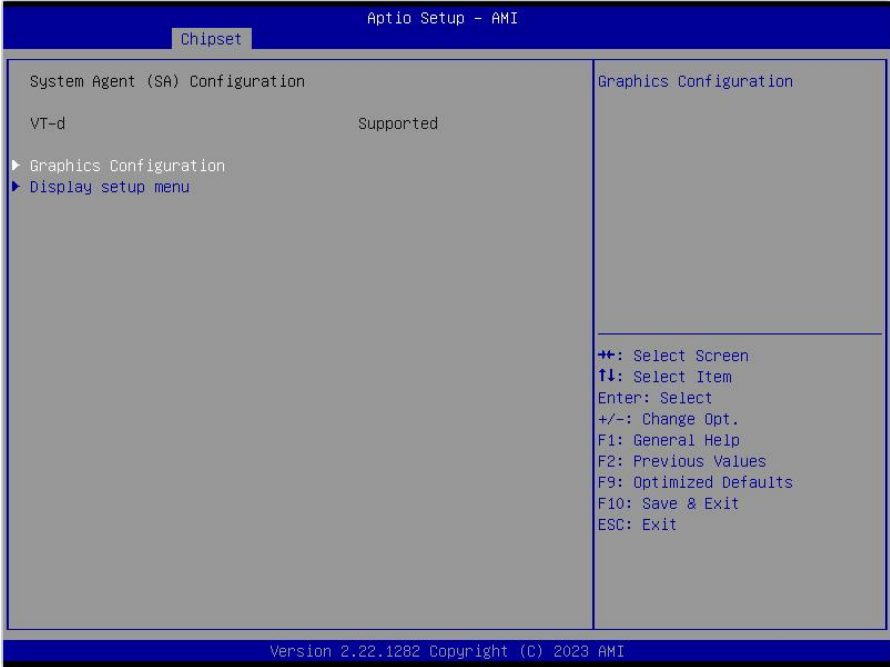 Aptio Setup – AMI
Chipset
System Agent (SA) Configuration
VT-d Supported
Graphics Configuration
Display setup menu
Graphics Configuration
→←: Select Screen
↑↓: Select Item
Enter: Select
+/-: Change Opt.
F1: General Help
F2: Previous Values
F9: Optimized Defaults
F10: Save & Exit
ESC: Exit
Version 2.22.1282 Copyright (C) 2023 AMI